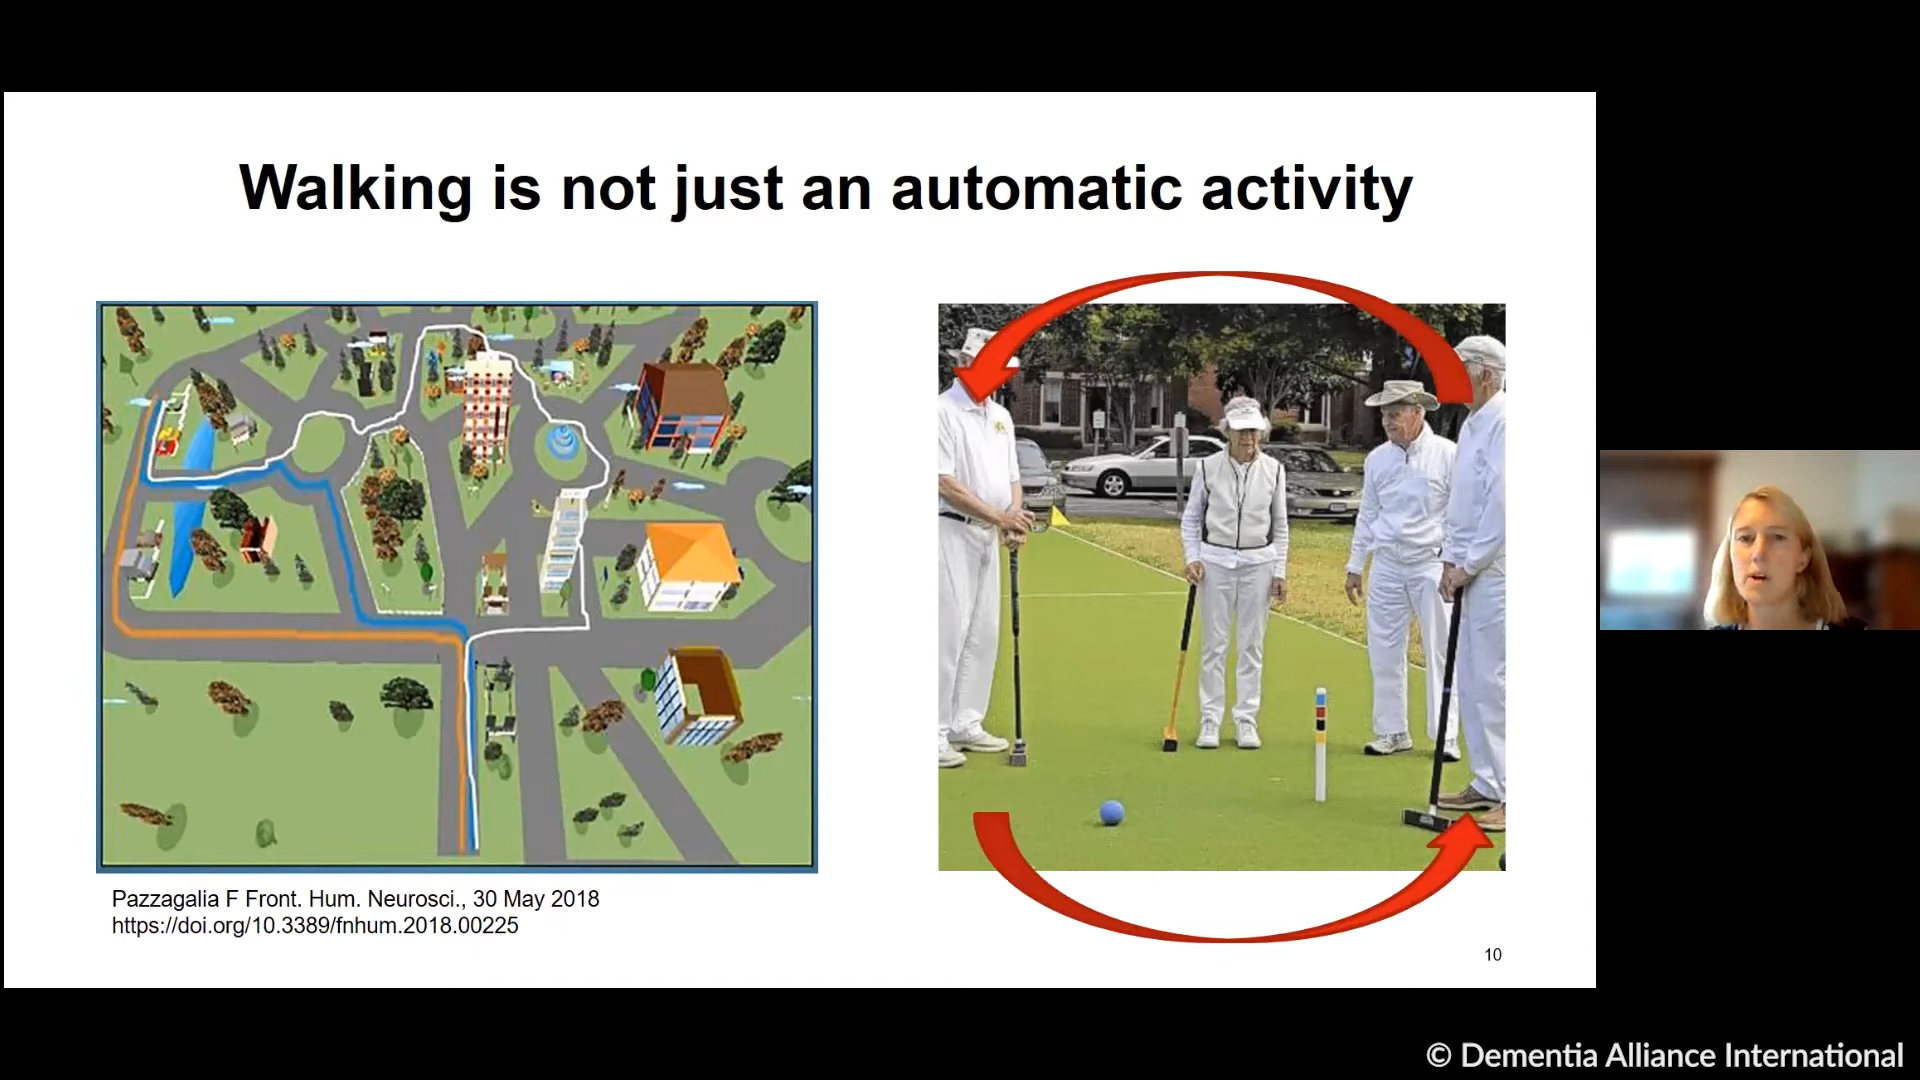 Walking is not just an automatic activity
Pazzagalia F Front. Hum. Neurosci., 30 May 2018
https://doi.org/10.3389/fnhum.2018.00225
10
© Dementia Alliance International